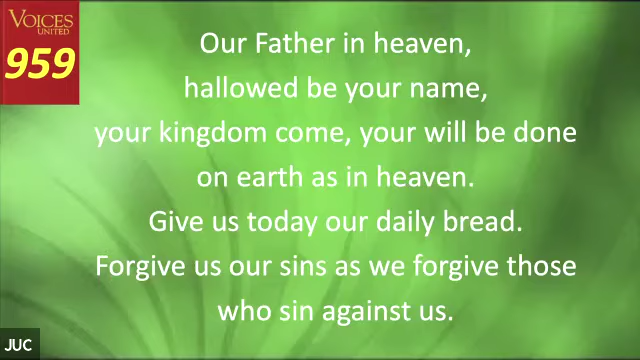 VOICES
UNITED
959
Our Father in heaven,
hallowed be your name,
your kingdom come, your will be done
on earth as in heaven.
Give us today our daily bread.
Forgive us our sins as we forgive those
who sin against us.
JUC